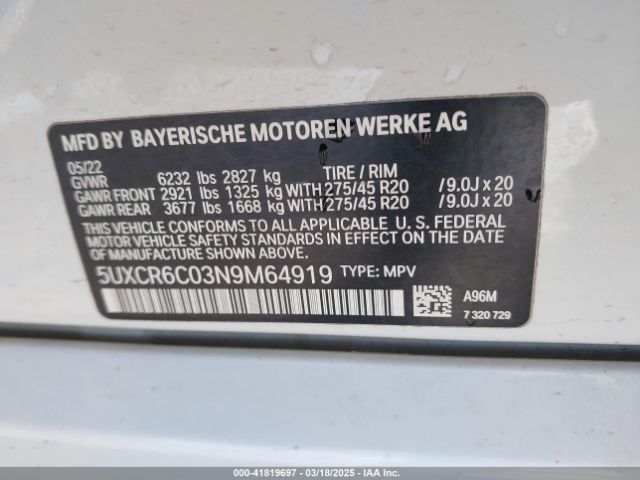 MFD BY BAYERISCHE MOTOREN WERKE AG
05/22
GVWR 6232 lbs 2827 kg TIRE / RIM
GAWR FRONT 2921 lbs 1325 kg WITH 275/45 R20 /9.0J x 20
GAWR REAR 3677 lbs 1668 kg WITH 275/45 R20 /9.0J x 20
THIS VEHICLE CONFORMS TO ALL APPLICABLE U. S. FEDERAL
MOTOR VEHICLE SAFETY STANDARDS IN EFFECT ON THE DATE
OF MANUFACTURE SHOWN ABOVE.
5UXCR6C03N9M64919 TYPE: MPV
A96M
7 320 729
000-41819697 - 03/18/2025 - IAAI.COM